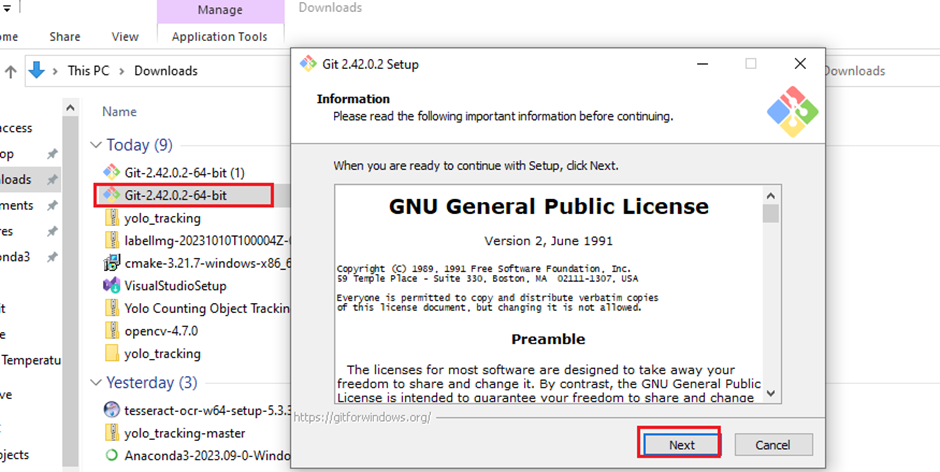 Manage
Downloads
ome
Share
View
Application Tools
This PC > Downloads
Downloads
access
op
nloads
ments
res
onda3
it
e
Temperatu
ve
bjects
Name
Today (9)
Git-2.42.0.2-64-bit (1)
Git-2.42.0.2-64-bit
yolo_tracking
labelImg-20231010T100004Z-0
cmake-3.21.7-windows-x86_6
VisualStudioSetup
Yolo Counting Object Trackin
opencv-4.7.0
yolo_tracking
Yesterday (3)
tesseract-ocr-w64-setup-5.3.3
yolo_tracking-master
Anaconda3-2023.09-0-Windo
Git 2.42.0.2 Setup
Information
Please read the following important information before continuing.
When you are ready to continue with Setup, click Next.
GNU General Public License
Version 2, June 1991
Copyright (C) 1989, 1991 Free Software Foundation, Inc.
59 Temple Place - Suite 330, Boston, MA 02111-1307, USA
Everyone is permitted to copy and distribute verbatim copies
of this license document, but changing it is not allowed.
Preamble
The licenses for most software are designed to take away your
freedom to share and change it. By contrast, the GNU General Public
License is intended to guarantee your freedom to share and change
https://gitforwindows.org/
Next
Cancel